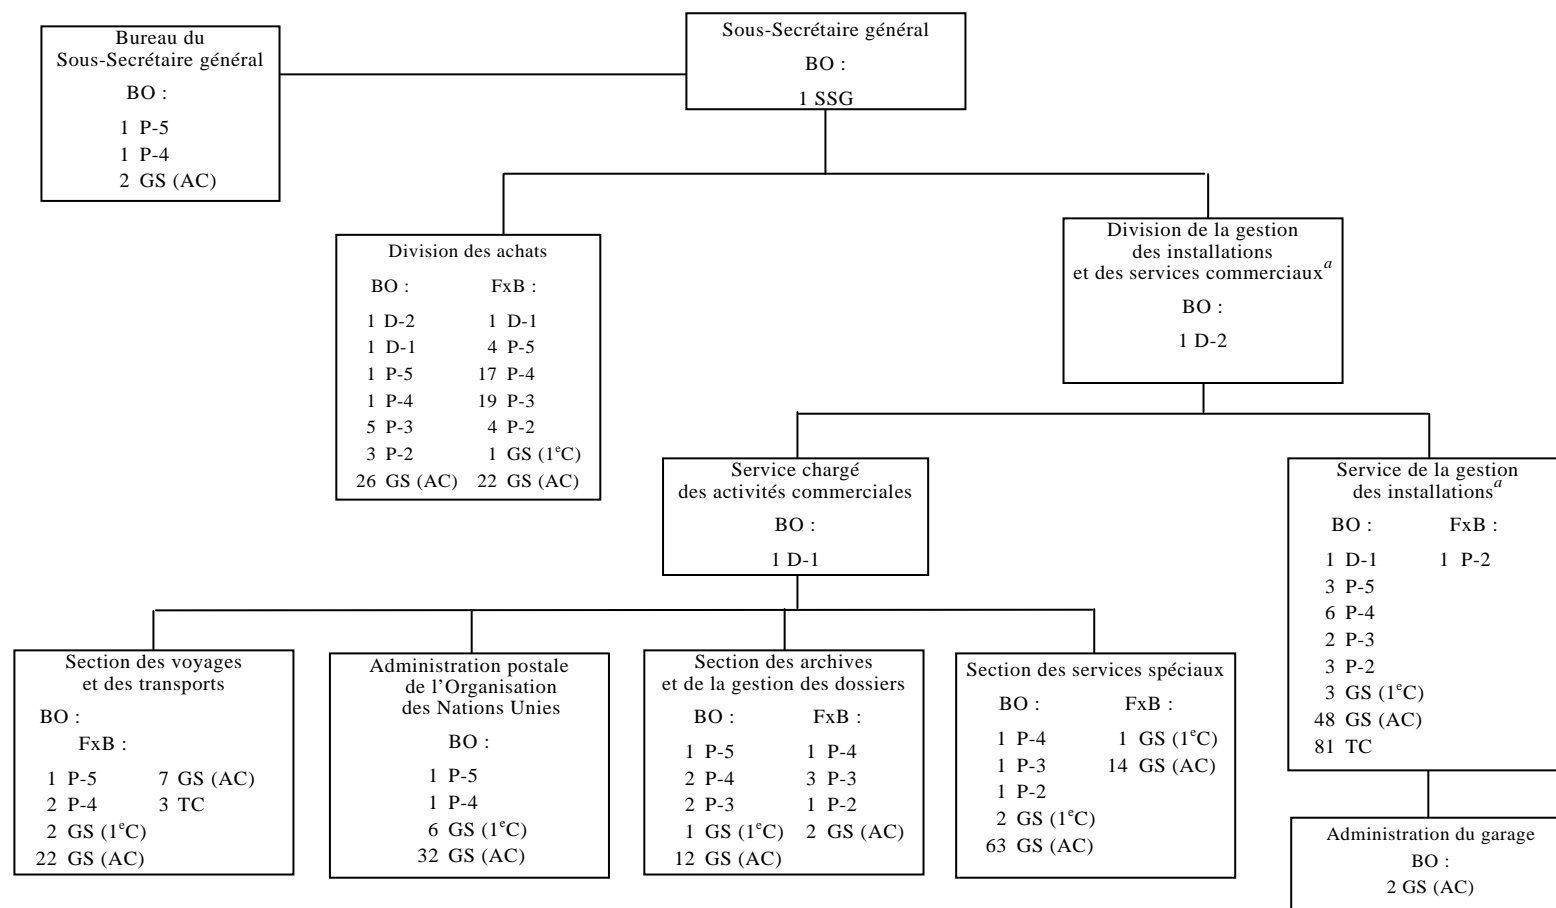 Bureau du
Sous-Secrétaire général
BO :
1 P-5
1 P-4
2 GS (AC)
Sous-Secrétaire général
BO :
1 SSG
Division des achats
BO : FxB :
1 D-2 1 D-1
1 D-1 4 P-5
1 P-5 17 P-4
1 P-4 19 P-3
5 P-3 4 P-2
3 P-2 1 GS (1eC)
26 GS (AC) 22 GS (AC)
Division de la gestion
des installations
et des services commerciauxa
BO :
1 D-2
Service chargé
des activités commerciales
BO :
1 D-1
Service de la gestion
des installationsa
BO : FxB :
1 D-1 1 P-2
3 P-5
6 P-4
2 P-3
3 P-2
3 GS (1eC)
48 GS (AC)
81 TC
Section des voyages
et des transports
BO :
FxB :
1 P-5 7 GS (AC)
2 P-4 3 TC
2 GS (1eC)
22 GS (AC)
Administration postale
de l’Organisation
des Nations Unies
BO :
1 P-5
1 P-4
6 GS (1eC)
32 GS (AC)
Section des archives
et de la gestion des dossiers
BO : FxB :
1 P-5 1 P-4
2 P-4 3 P-3
2 P-3 1 P-2
1 GS (1eC) 2 GS (AC)
12 GS (AC)
Section des services spéciaux
BO : FxB :
1 P-4 1 GS (1eC)
1 P-3 14 GS (AC)
1 P-2
2 GS (1eC)
63 GS (AC)
Administration du garage
BO :
2 GS (AC)